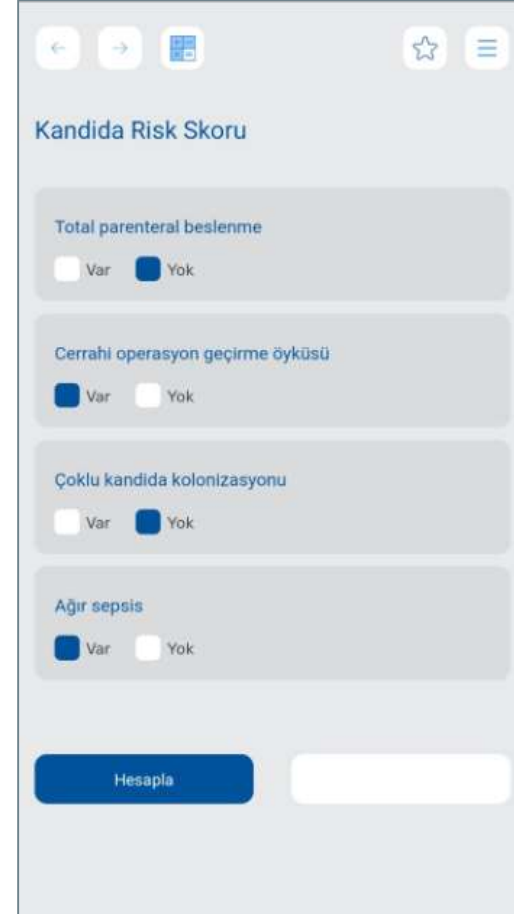 Kandida Risk Skoru
Total parenteral beslenme
Var Yok
Cerrahi operasyon geçirme öyküsü
Var Yok
Çoklu kandida kolonizasyonu
Var Yok
Ağır sepsis
Var Yok
Hesapla